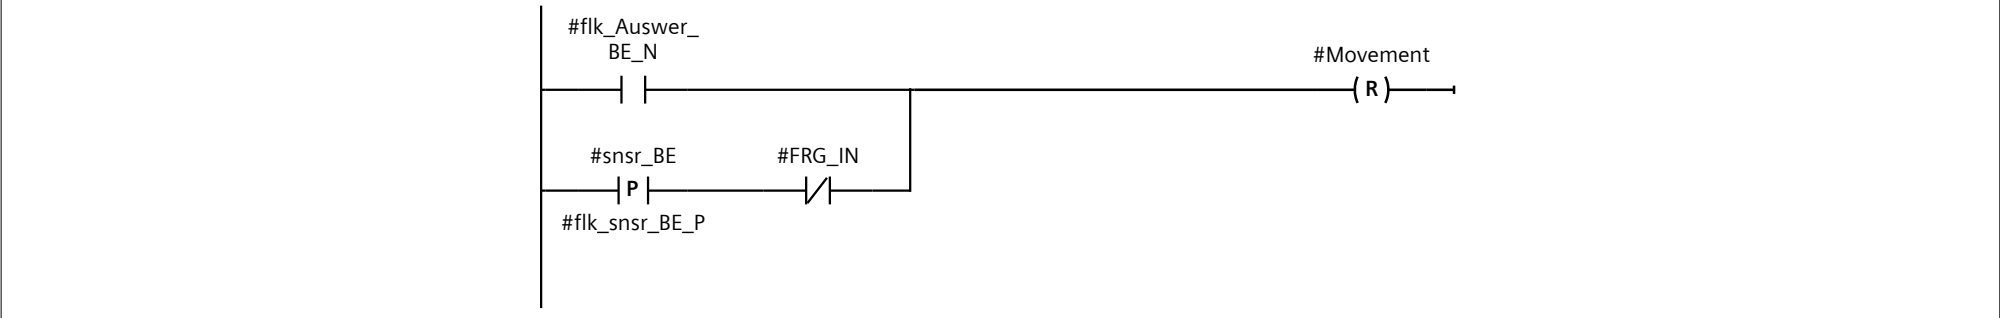 #flk_Auswer_
BE_N
#Movement
R
#snsr_BE
#FRG_IN
P
#flk_snsr_BE_P